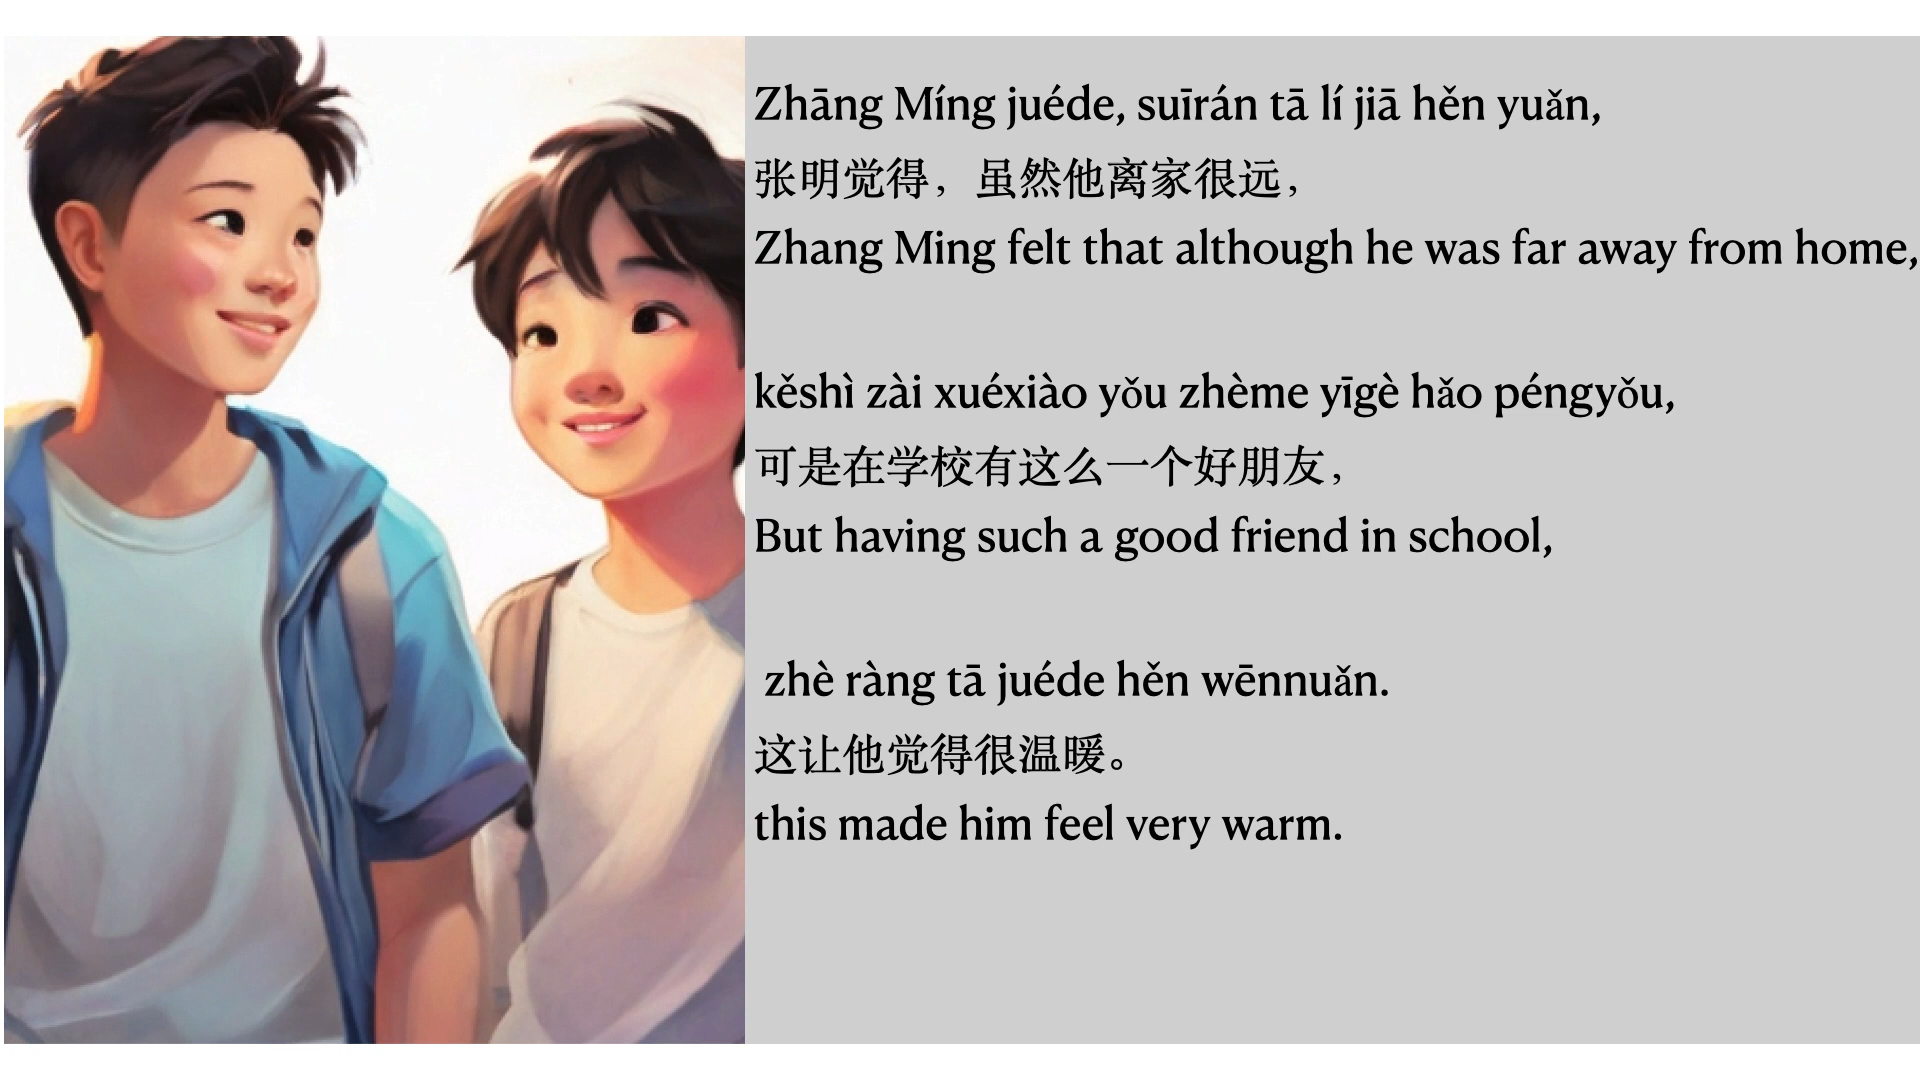 Zhāng Míng juéde, suīrán tā lí jiā hěn yuǎn,
张明觉得，虽然他离家很远，
Zhang Ming felt that although he was far away from home,
kěshì zài xuéxiào yǒu zhème yīgè hǎo péngyǒu,
可是在学校有这么一个好朋友，
But having such a good friend in school,
zhè ràng tā juéde hěn wēnnuǎn.
这让他觉得很温暖。
this made him feel very warm.